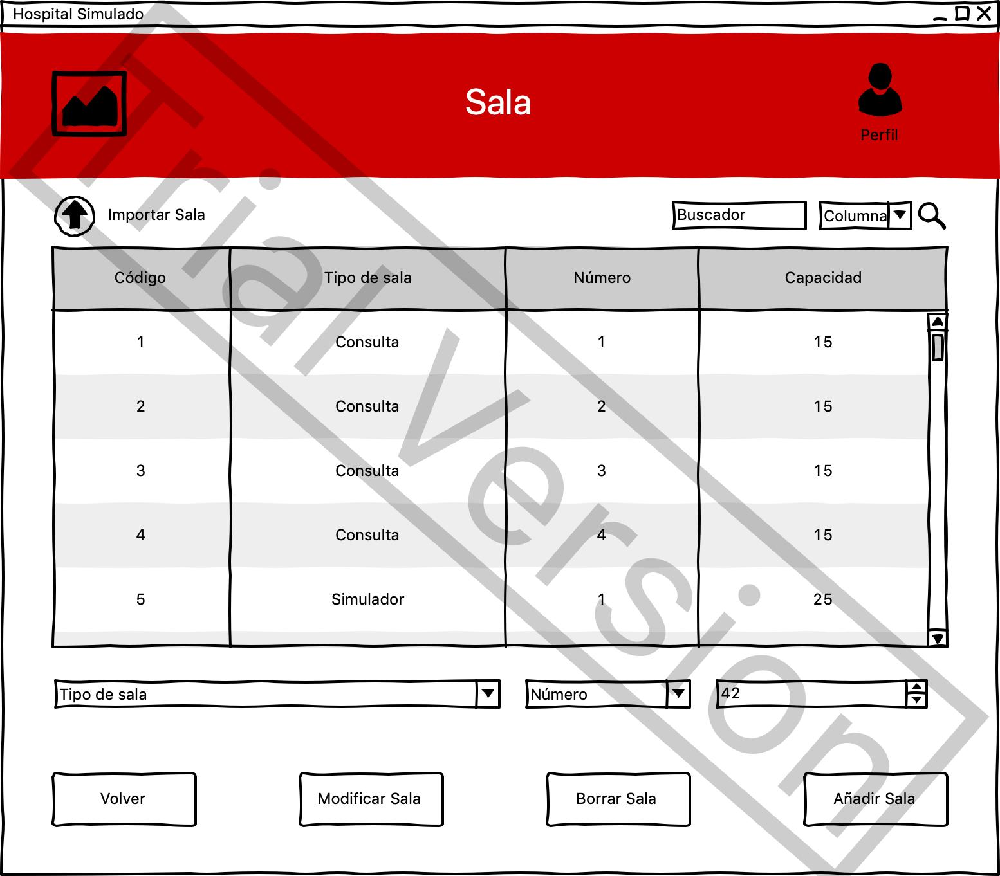 Hospital Simulado
Sala
Perfil
Importar Sala
Buscador
Columna
Código Tipo de sala Número Capacidad
1 Consulta 1 15
2 Consulta 2 15
3 Consulta 3 15
4 Consulta 4 15
5 Simulador 1 25
Tipo de sala
Número
42
Volver
Modificar Sala
Borrar Sala
Añadir Sala
Trial Version